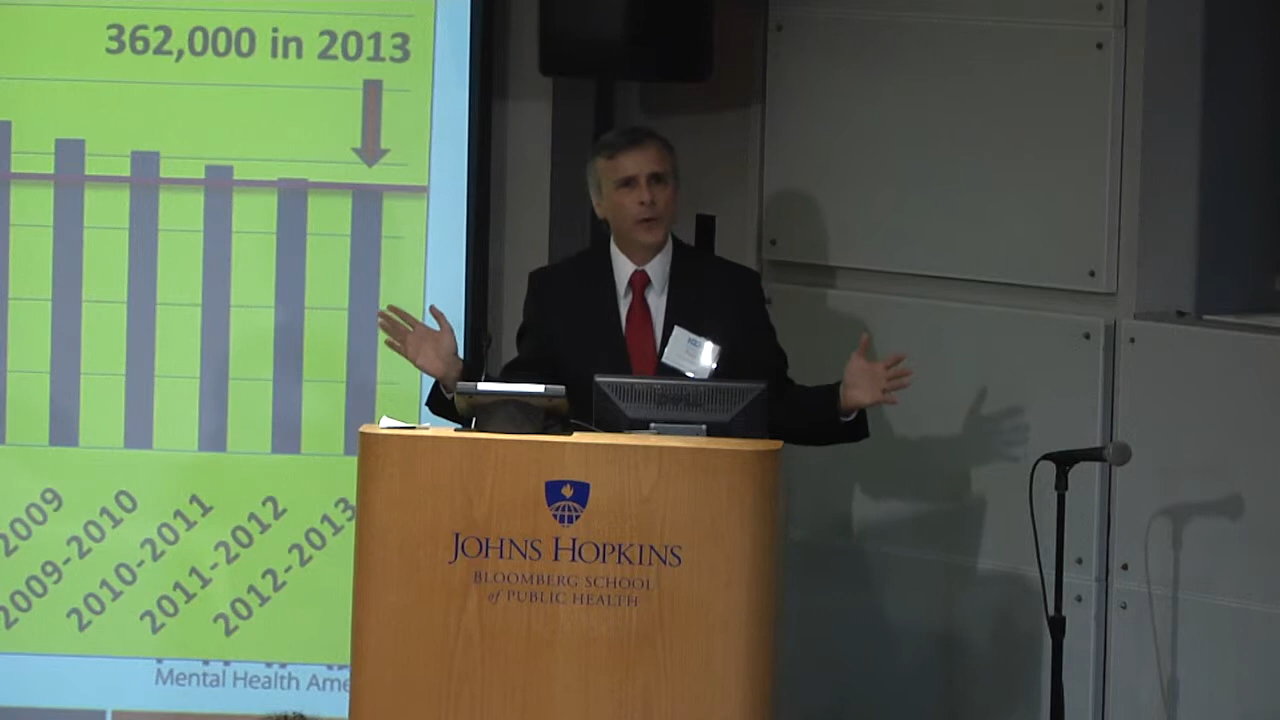 362,000 in 2013
2009
2009-2010
2010-2011
2011-2012
2012-2013
Mental Health Ame
JOHNS HOPKINS
BLOOMBERG SCHOOL
of PUBLIC HEALTH